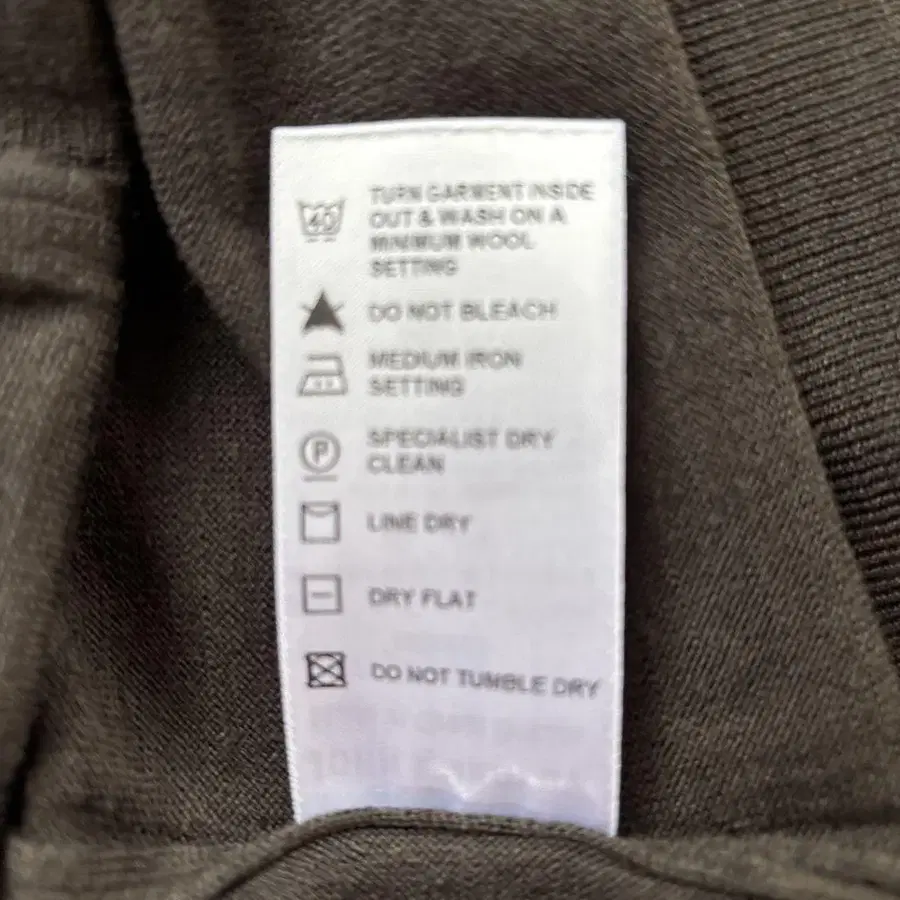 40
TURN GARMENT INSIDE
OUT & WASH ON A
MINIMUM WOOL
SETTING
DO NOT BLEACH
MEDIUM IRON
SETTING
P
SPECIALIST DRY
CLEAN
LINE DRY
DRY FLAT
DO NOT TUMBLE DRY